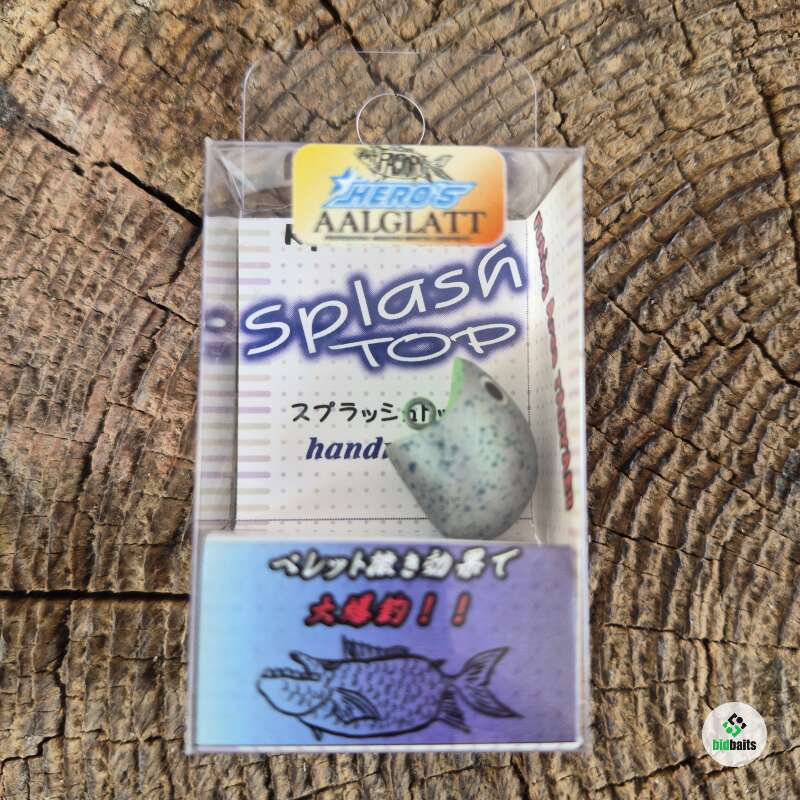 HERO'S
AALGLATT
Splash
TOP
スプラッシュトッ
hand
ペレット撒き効果で
大爆釣！！
bidbaits